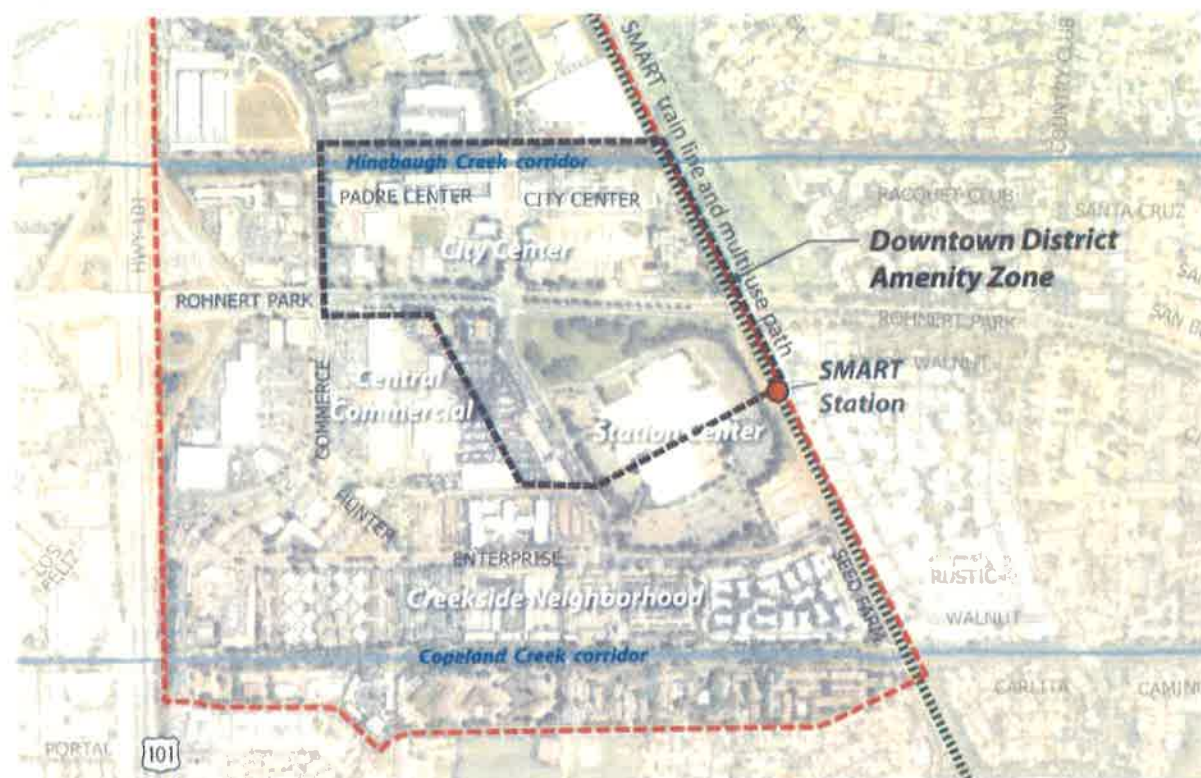 SMART train line and multiuse path
COUNTRY CLUB
Hinebaugh Creek corridor
PADRE CENTER
CITY CENTER
RACQUET CLUB
SANTA CRUZ
HWY 101
City Center
Downtown District
Amenity Zone
ROHNERT PARK
ROHNERT PARK
WALNUT
COMMERCE
Central
Commercial
SMART
Station
Station Center
HUNTER
ENTERPRISE
RUSTIC
Creekside Neighborhood
SEED FARM
WALNUT
Copeland Creek corridor
CARLITA
PORTAL
101